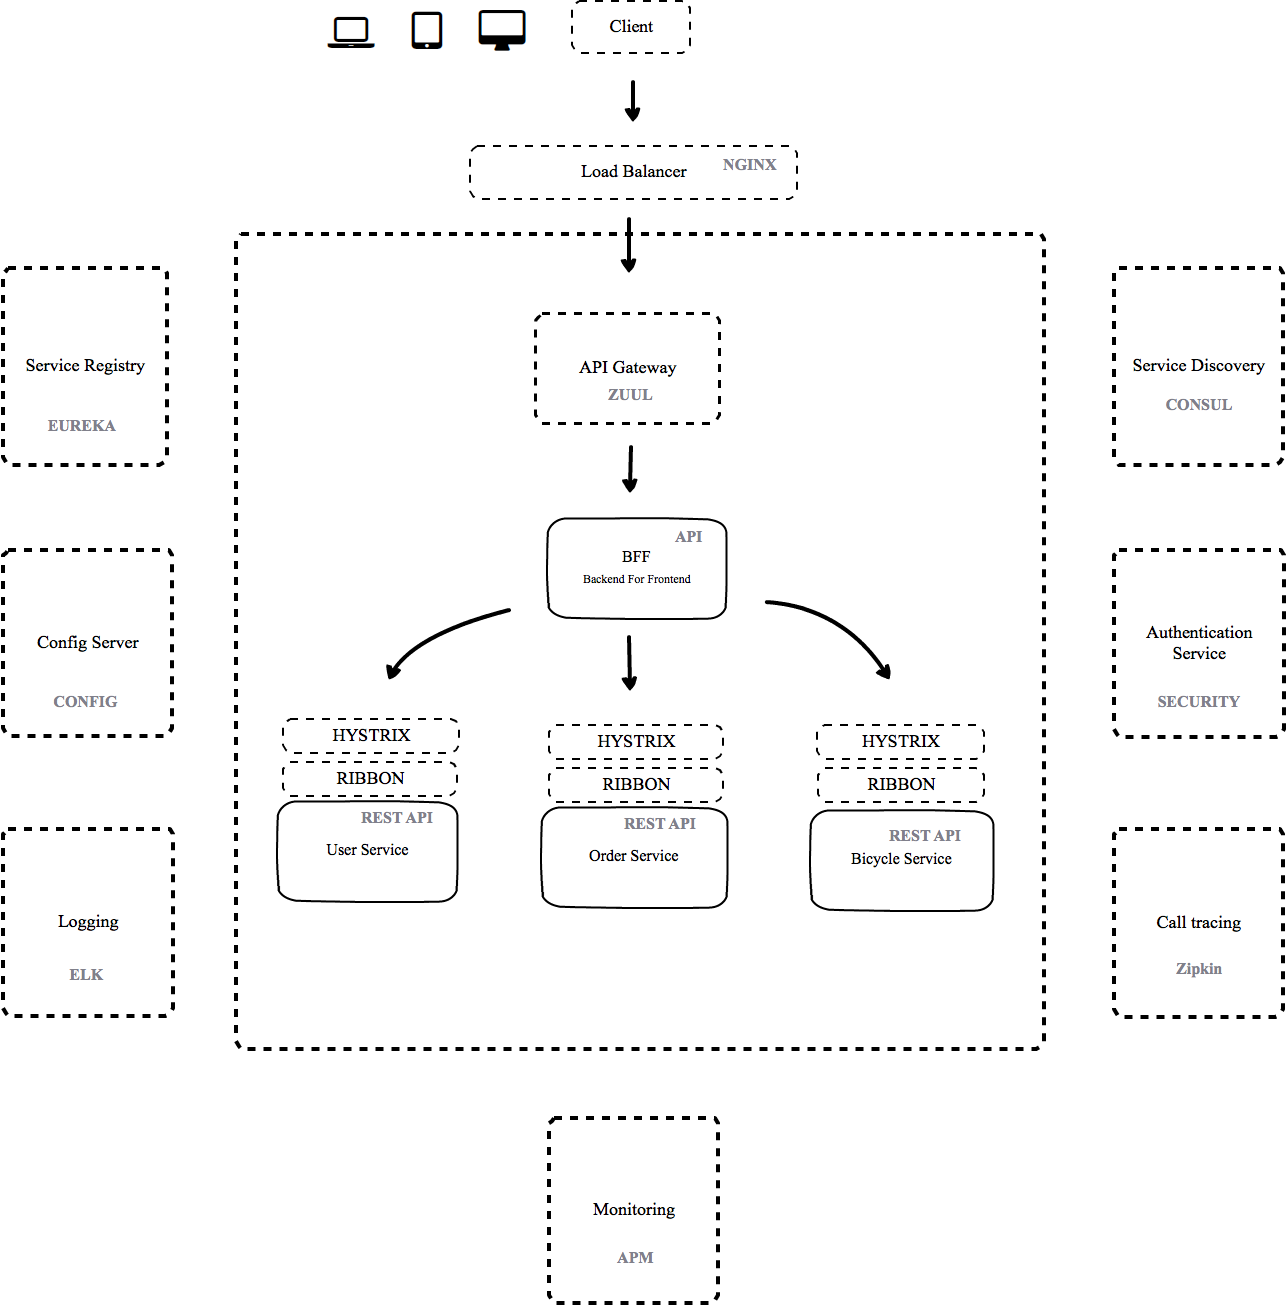 Client
Load Balancer
NGINX
Service Registry
EUREKA
API Gateway
ZUUL
Service Discovery
CONSUL
API
BFF
Backend For Frontend
Config Server
CONFIG
Authentication
Service
SECURITY
HYSTRIX
RIBBON
REST API
User Service
HYSTRIX
RIBBON
REST API
Order Service
HYSTRIX
RIBBON
REST API
Bicycle Service
Logging
ELK
Call tracing
Zipkin
Monitoring
APM